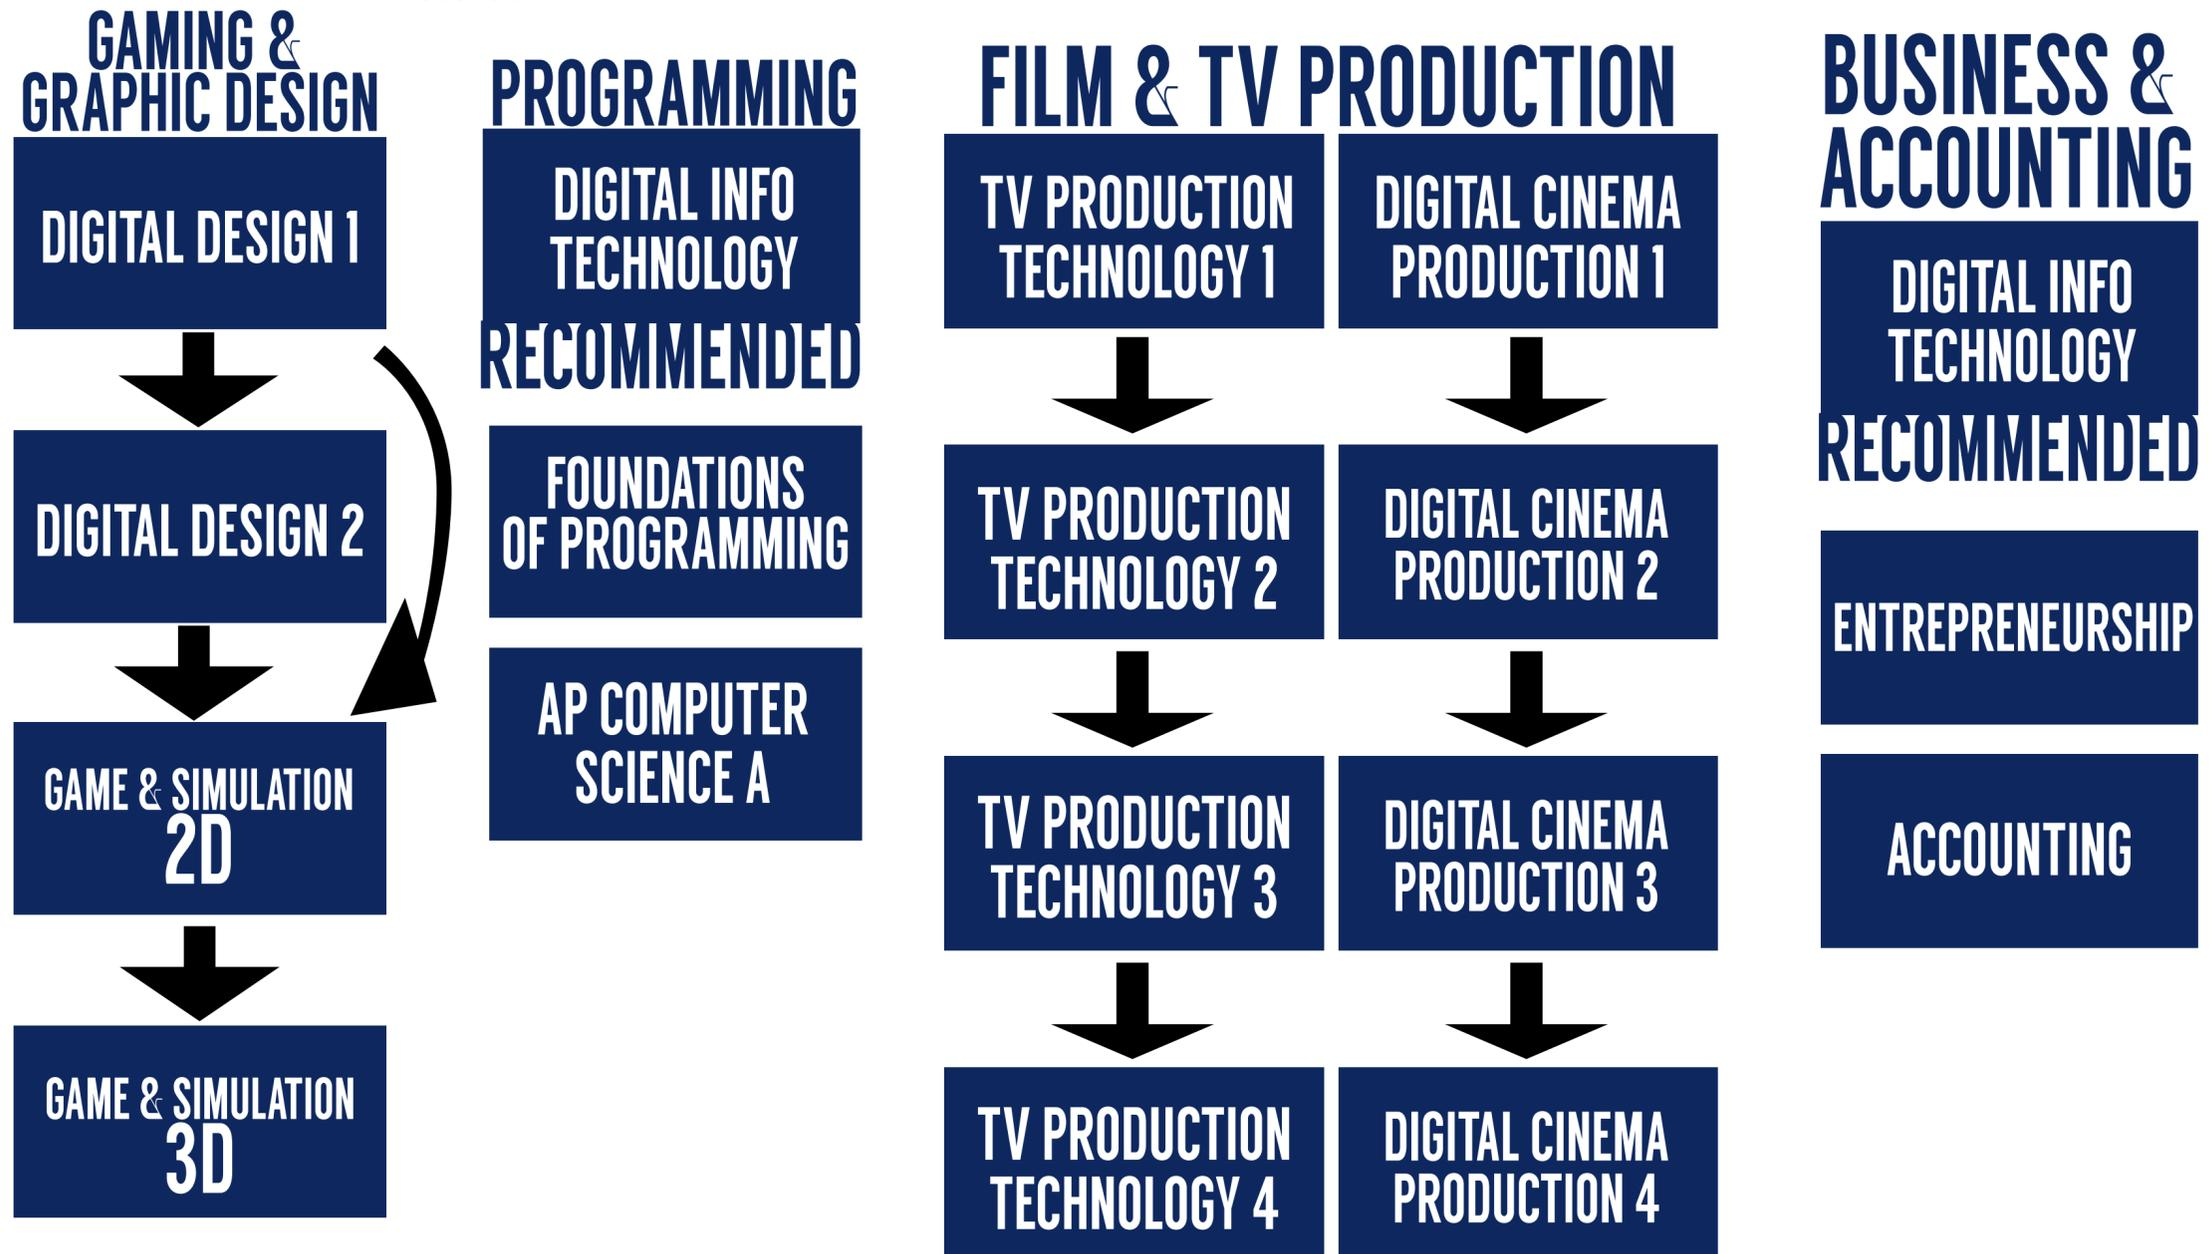 GAMING &
GRAPHIC DESIGN
DIGITAL DESIGN 1
DIGITAL DESIGN 2
GAME & SIMULATION
2D
GAME & SIMULATION
3D
PROGRAMMING
DIGITAL INFO
TECHNOLOGY
RECOMMENDED
FOUNDATIONS
OF PROGRAMMING
AP COMPUTER
SCIENCE A
FILM & TV PRODUCTION
TV PRODUCTION
TECHNOLOGY 1
TV PRODUCTION
TECHNOLOGY 2
TV PRODUCTION
TECHNOLOGY 3
TV PRODUCTION
TECHNOLOGY 4
DIGITAL CINEMA
PRODUCTION 1
DIGITAL CINEMA
PRODUCTION 2
DIGITAL CINEMA
PRODUCTION 3
DIGITAL CINEMA
PRODUCTION 4
BUSINESS &
ACCOUNTING
DIGITAL INFO
TECHNOLOGY
RECOMMENDED
ENTREPRENEURSHIP
ACCOUNTING